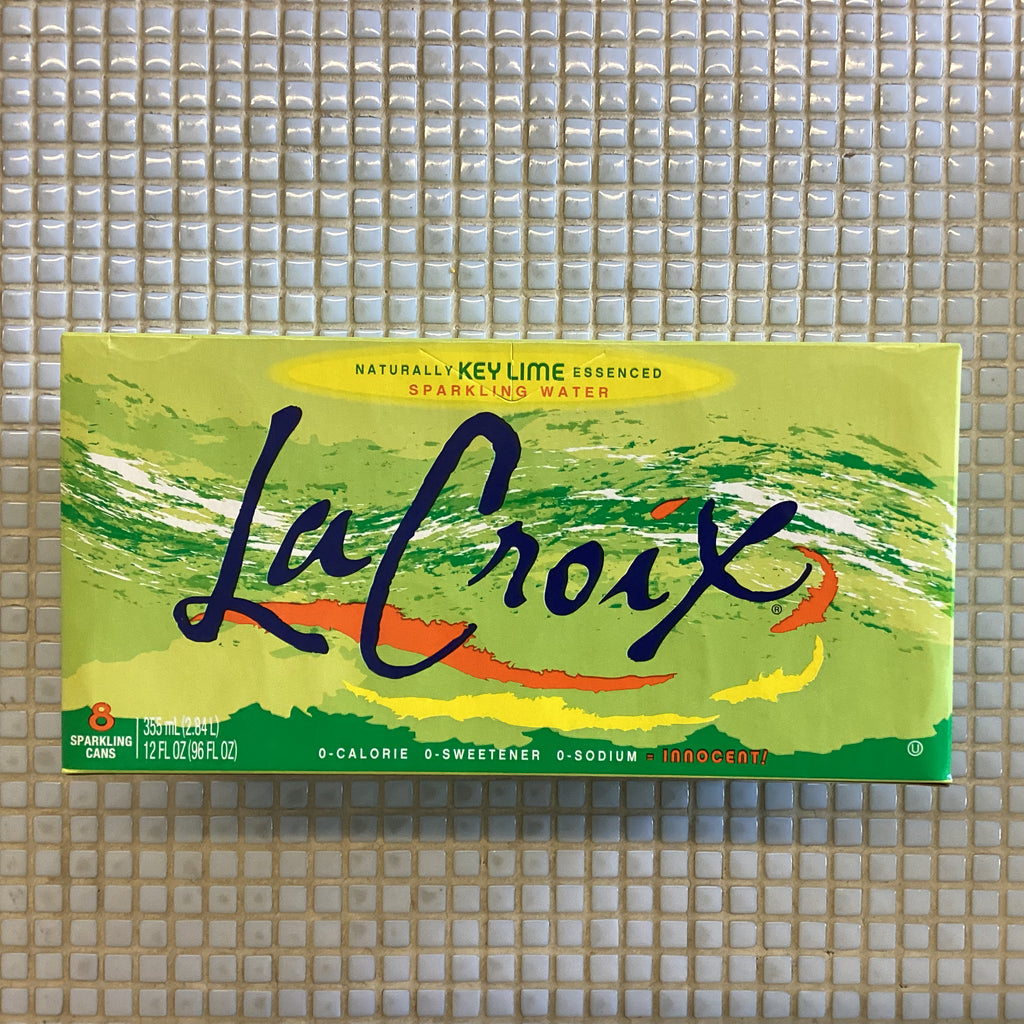 NATURALLY KEY LIME ESSENCED
SPARKLING WATER
LaCroix®
8
SPARKLING
CANS
355 mL (2.84 L)
12 FL OZ (96 FL OZ)
0-CALORIE 0-SWEETENER 0-SODIUM = INNOCENT!
U